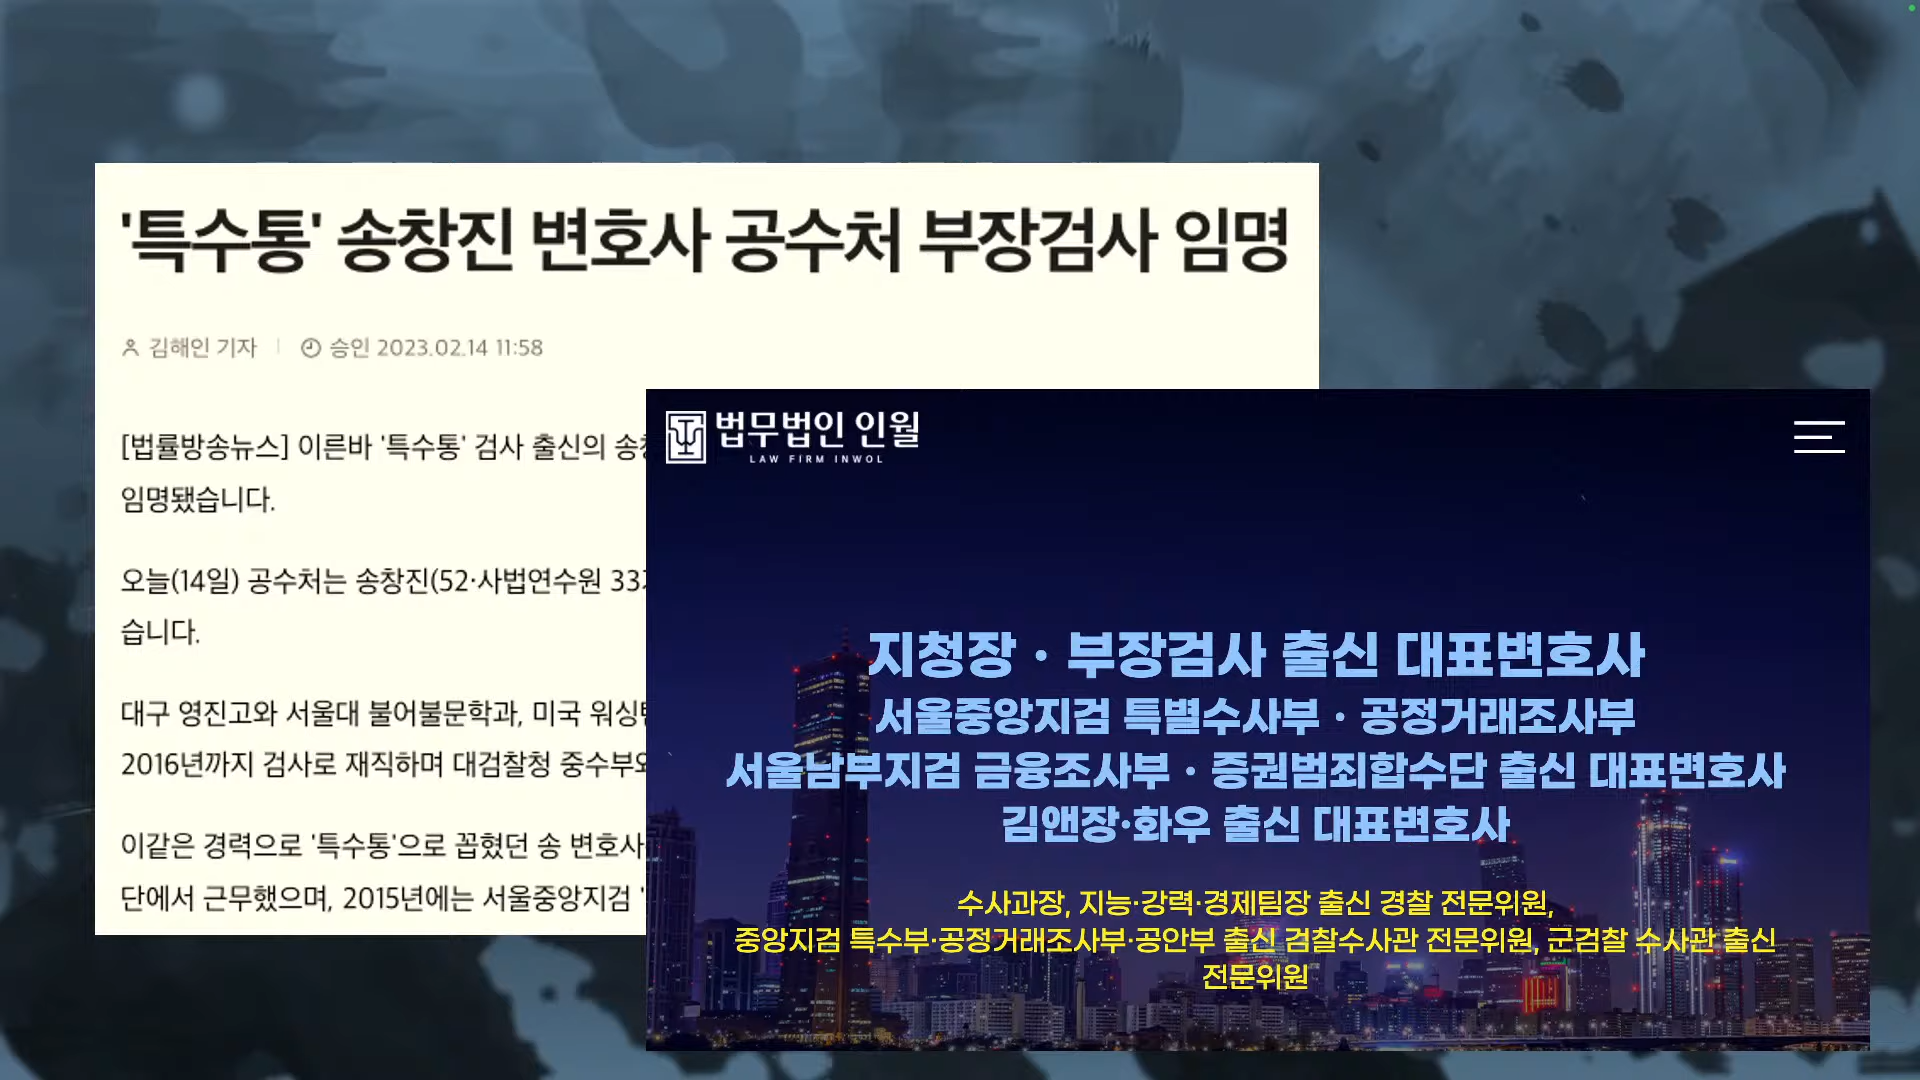 '특수통' 송창진 변호사 공수처 부장검사 임명
김해인 기자 | 승인 2023.02.14 11:58
[법률방송뉴스] 이른바 '특수통' 검사 출신의
임명됐습니다.
오늘(14일) 공수처는 송창진(52·사법연수원
습니다.
대구 영진고와 서울대 불어불문학과, 미국
2016년까지 검사로 재직하며 대검찰청
이같은 경력으로 '특수통'으로 꼽혔던 송 변호사
단에서 근무했으며, 2015년에는 서울중앙지검
법무법인 인월
LAW FIRM INWOL
지청장 · 부장검사 출신 대표변호사
서울중앙지검 특별수사부 · 공정거래조사부
서울남부지검 금융조사부 · 증권범죄합수단 출신 대표변호사
김앤장·화우 출신 대표변호사
수사과장, 지능·강력·경제팀장 출신 경찰 전문위원,
중앙지검 특수부·공정거래조사부·공안부 출신 검찰수사관 전문위원, 군검찰 수사관 출신
전문위원